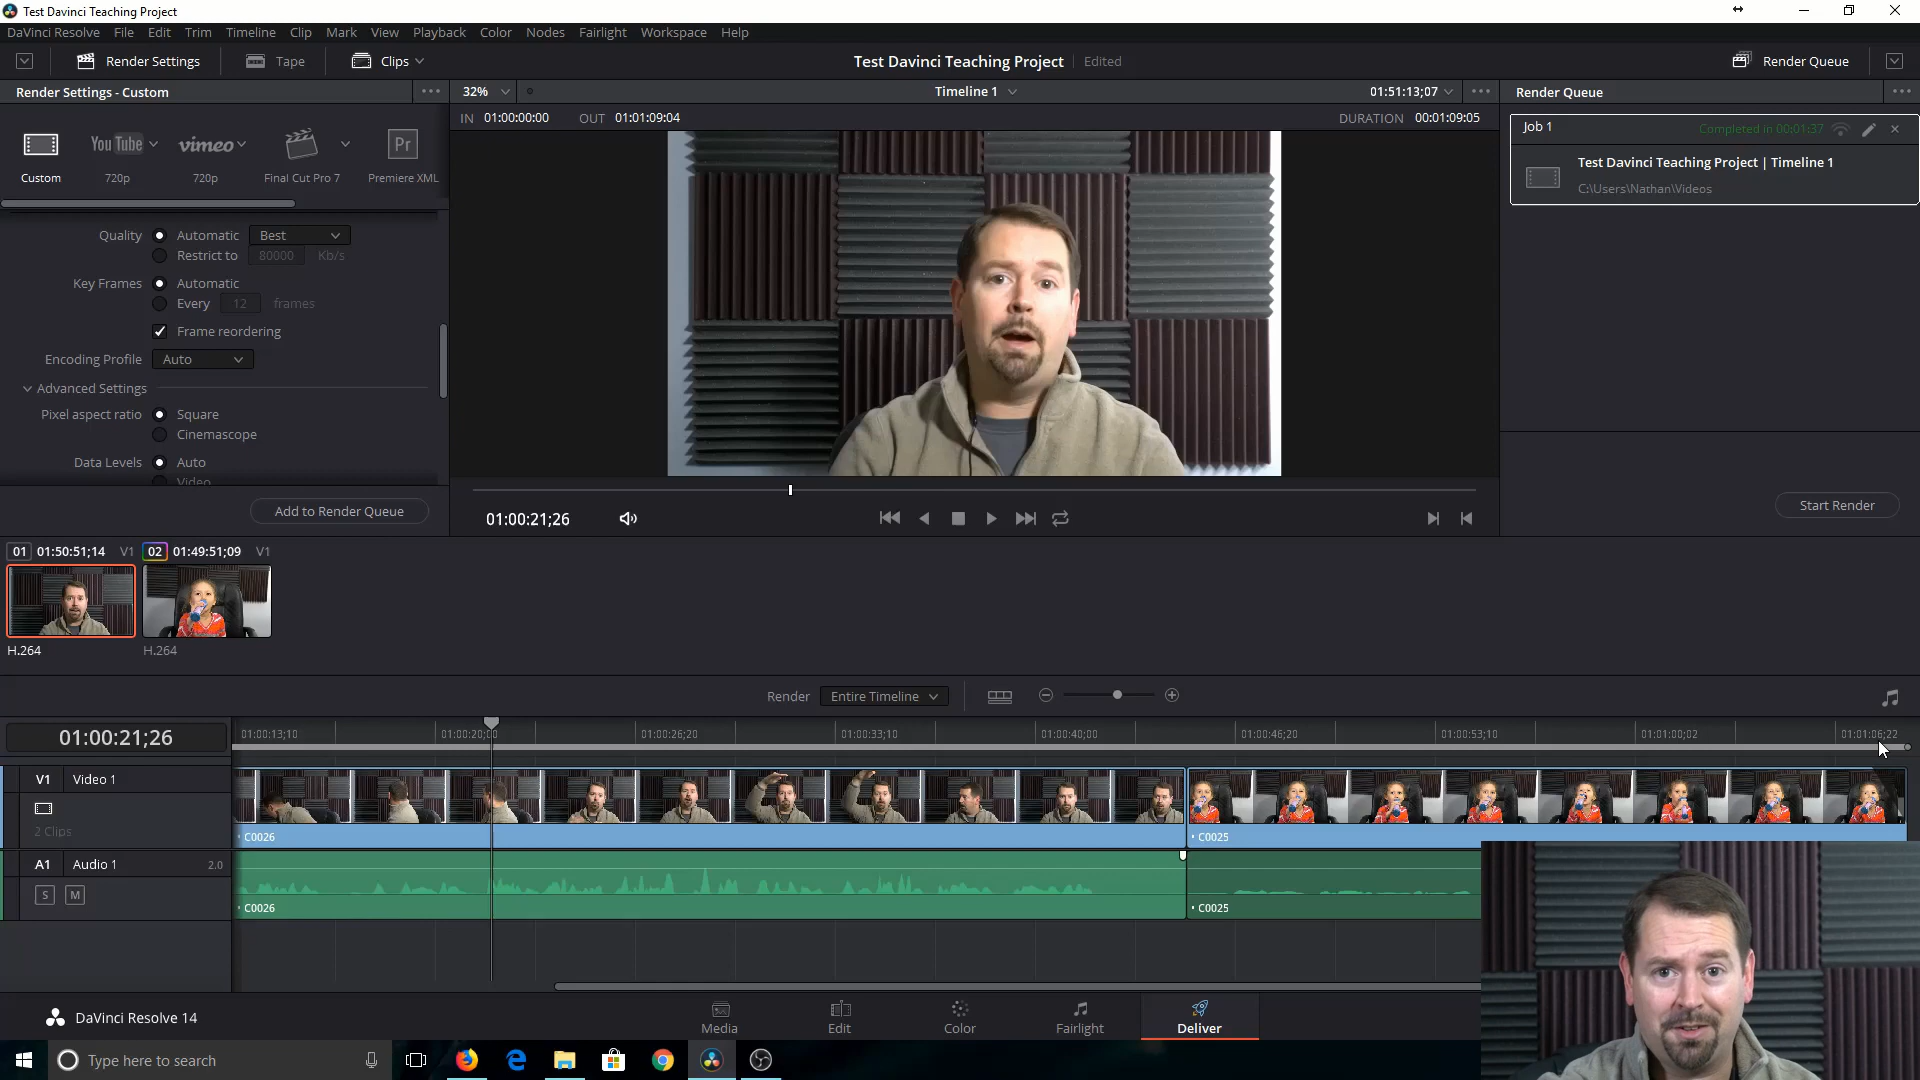 Test Davinci Teaching Project
DaVinci Resolve File Edit Trim Timeline Clip Mark View Playback Color Nodes Fairlight Workspace Help
Render Settings Tape Clips Test Davinci Teaching Project Edited Render Queue
Render Settings - Custom 32% Timeline 1 01:51:13;07 Render Queue
IN 01:00:00:00 OUT 01:01:09:04 DURATION 00:01:09:05
Job 1 Completed in 00:01:37
YouTube vimeo Pr
Test Davinci Teaching Project | Timeline 1
Custom 720p 720p Final Cut Pro 7 Premiere XML
C:\Users\Nathan\Videos
Quality Automatic Best
Restrict to 80000 Kb/s
Key Frames Automatic
Every 12 frames
Frame reordering
Encoding Profile Auto
Advanced Settings
Pixel aspect ratio Square
Cinemascope
Data Levels Auto
Video
Add to Render Queue
Start Render
01:00:21;26
01 01:50:51;14 V1 02 01:49:51;09 V1
H.264 H.264
Render Entire Timeline
01:00:21;26
01:00:13;10 01:00:20;00 01:00:26;20 01:00:33;10 01:00:40;00 01:00:46;20 01:00:53;10 01:01:00;02 01:01:06;22
V1 Video 1
2 Clips
C0026 C0025
A1 Audio 1 2.0
S M
C0026 C0025
DaVinci Resolve 14
Media Edit Color Fairlight Deliver
Type here to search